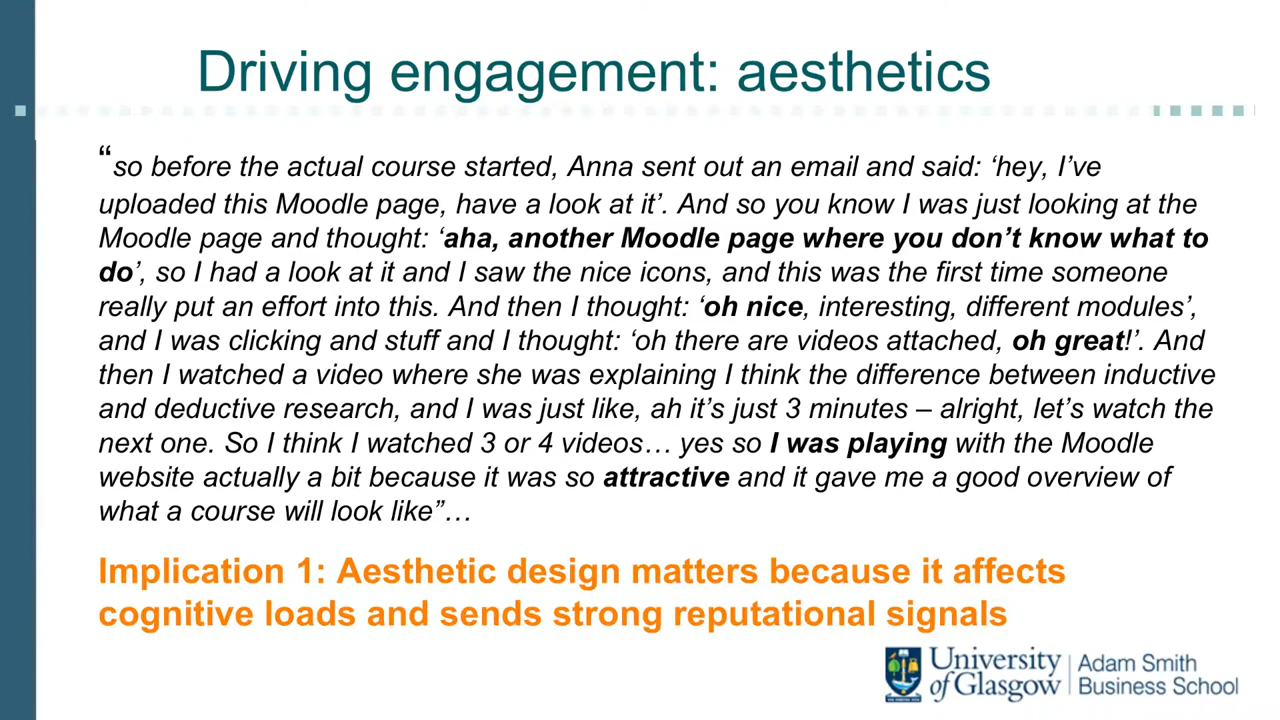 Driving engagement: aesthetics
“so before the actual course started, Anna sent out an email and said: ‘hey, I’ve
uploaded this Moodle page, have a look at it’. And so you know I was just looking at the
Moodle page and thought: ‘aha, another Moodle page where you don’t know what to
do’, so I had a look at it and I saw the nice icons, and this was the first time someone
really put an effort into this. And then I thought: ‘oh nice, interesting, different modules’,
and I was clicking and stuff and I thought: ‘oh there are videos attached, oh great!’. And
then I watched a video where she was explaining I think the difference between inductive
and deductive research, and I was just like, ah it’s just 3 minutes – alright, let’s watch the
next one. So I think I watched 3 or 4 videos… yes so I was playing with the Moodle
website actually a bit because it was so attractive and it gave me a good overview of
what a course will look like”…
Implication 1: Aesthetic design matters because it affects
cognitive loads and sends strong reputational signals
University
of Glasgow
Adam Smith
Business School